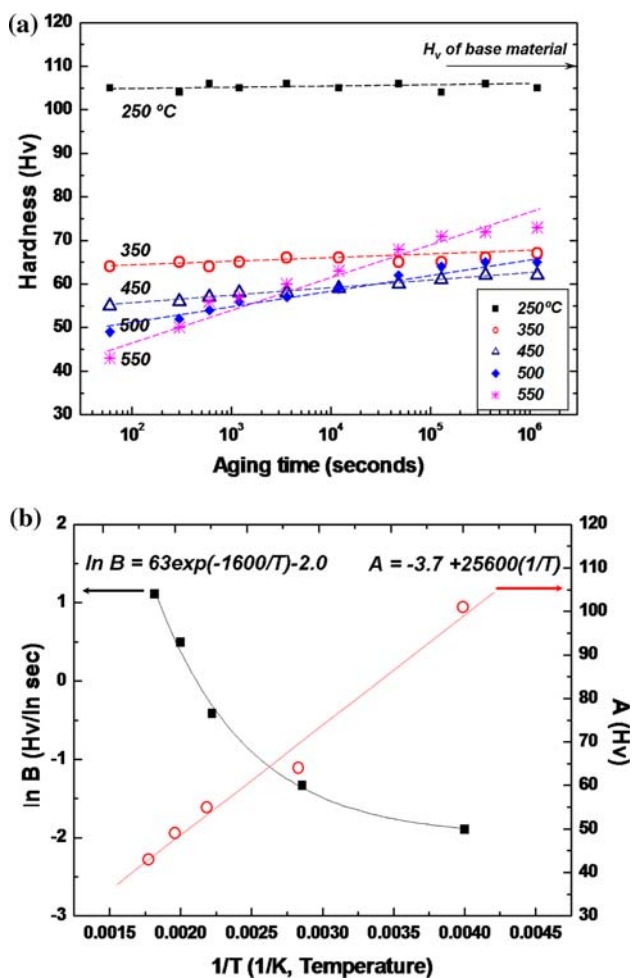 (a)
120
110
100
90
80
70
60
50
40
30
Hardness (Hv)
Hv of base material
250 ºC
350
450
500
550
250ºC
350
450
500
550
10² 10³ 10⁴ 10⁵ 10⁶
Aging time (seconds)
(b)
2
1
0
-1
-2
-3
ln B (Hv/ln sec)
ln B = 63exp(-1600/T)-2.0
A = -3.7 +25600(1/T)
120
110
100
90
80
70
60
50
40
30
A (Hv)
0.0015 0.0020 0.0025 0.0030 0.0035 0.0040 0.0045
1/T (1/K, Temperature)